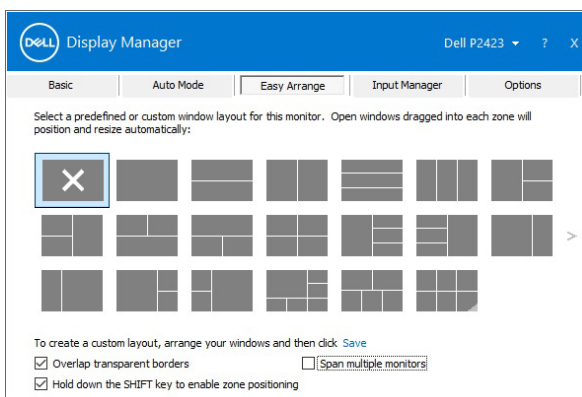 DELL Display Manager Dell P2423 ? X
Basic Auto Mode Easy Arrange Input Manager Options
Select a predefined or custom window layout for this monitor. Open windows dragged into each zone will
position and resize automatically:
>
To create a custom layout, arrange your windows and then click Save
Overlap transparent borders Span multiple monitors
Hold down the SHIFT key to enable zone positioning